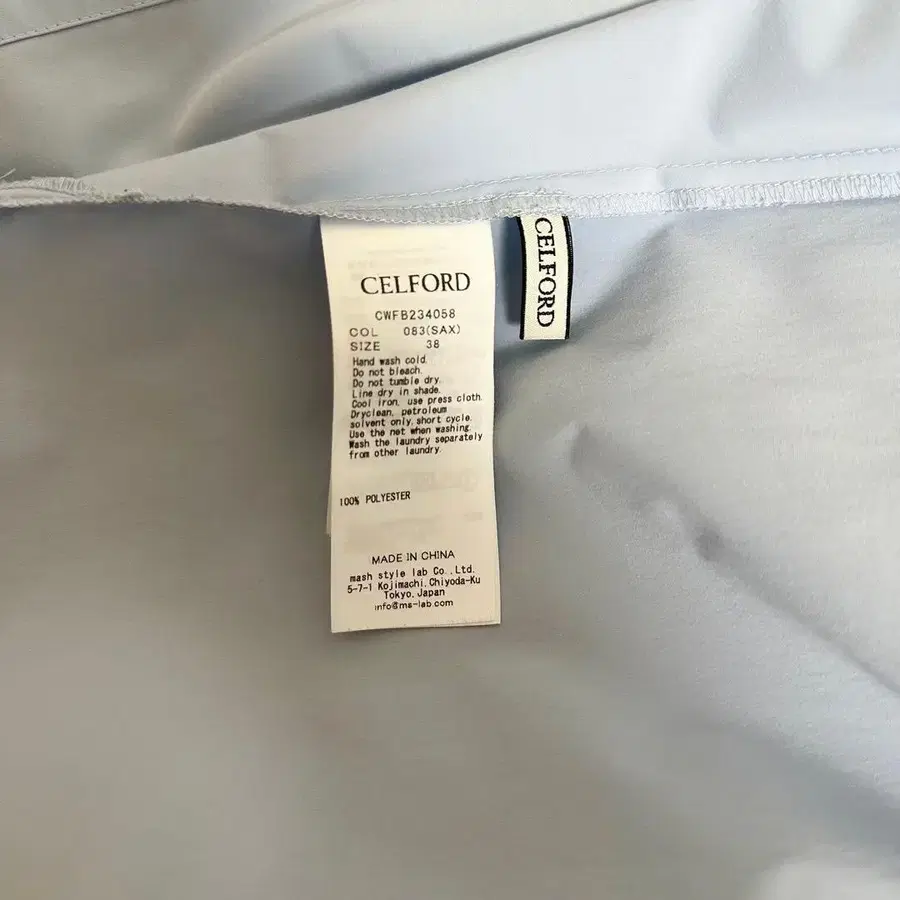 CELFORD
CWFB234058
COL 083(SAX)
SIZE 38
Hand wash cold.
Do not bleach.
Do not tumble dry.
Line dry in shade.
Cool iron, use press cloth.
Dryclean, petroleum
solvent only,short cycle.
Use the net when washing.
Wash the laundry separately
from other laundry.
100% POLYESTER
MADE IN CHINA
mash style lab Co.,Ltd.
5-7-1 Kojimachi,Chiyoda-Ku
Tokyo,Japan
info@ms-lab.com
CELFORD